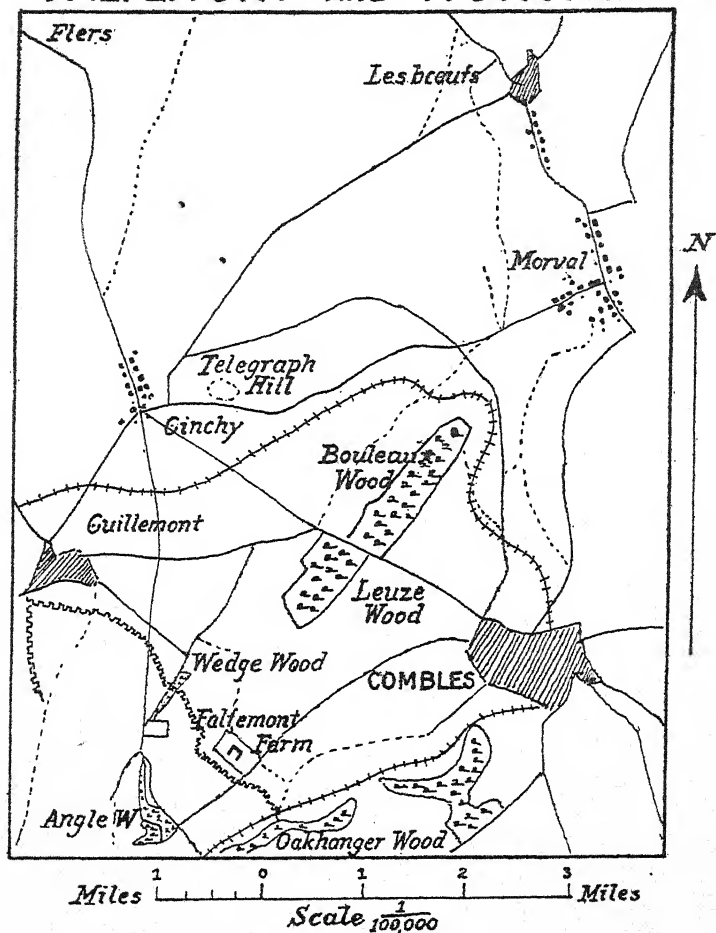 Flers
Lesbœufs
N
Morval
Telegraph
Hill
Ginchy
Bouleaux
Wood
Guillemont
Leuze
Wood
Wedge Wood
COMBLES
Falfemont
Farm
Angle W
Oakhanger Wood
1 0 1 2 3
Miles Miles
Scale 1/100,000